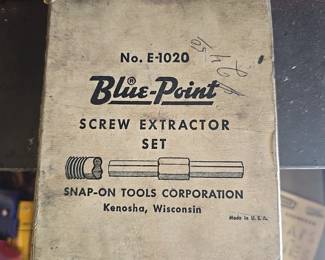 No. E-1020
Blue-Point®
SCREW EXTRACTOR
SET
SNAP-ON TOOLS CORPORATION
Kenosha, Wisconsin
Made in U.S.A.